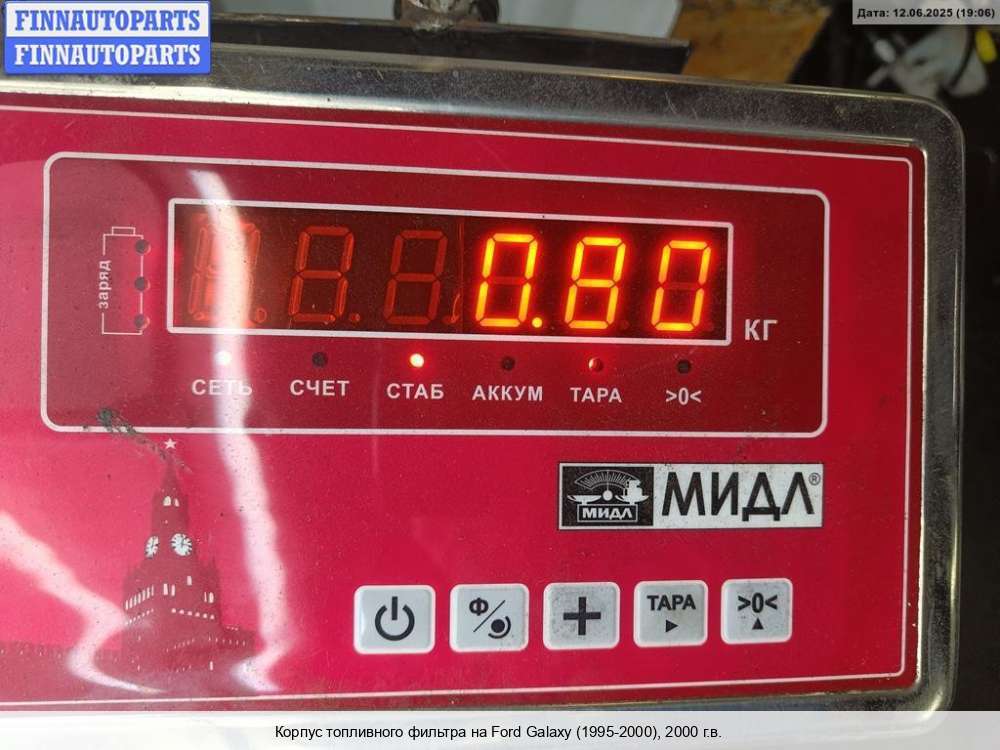 FINNAUTOPARTS
FINNAUTOPARTS
Дата: 12.06.2025 (19:06)
заряд
0.80
КГ
СЕТЬ СЧЕТ СТАБ АККУМ ТАРА >0<
МИДЛ МИДЛ®
Ф ТАРА >0<
Корпус топливного фильтра на Ford Galaxy (1995-2000), 2000 г.в.